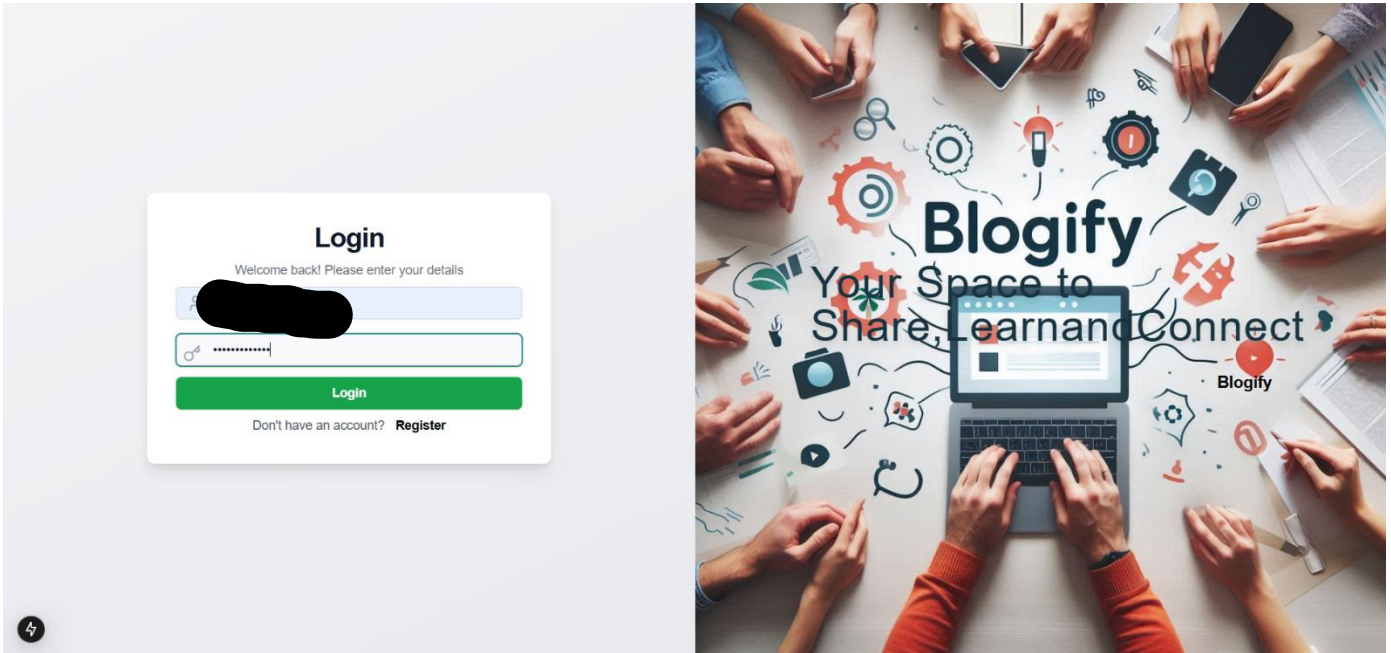 Login
Welcome back! Please enter your details
•••••••••••••
Login
Don't have an account? Register
Blogify
Your Space to
Share,LearnandConnect
Blogify